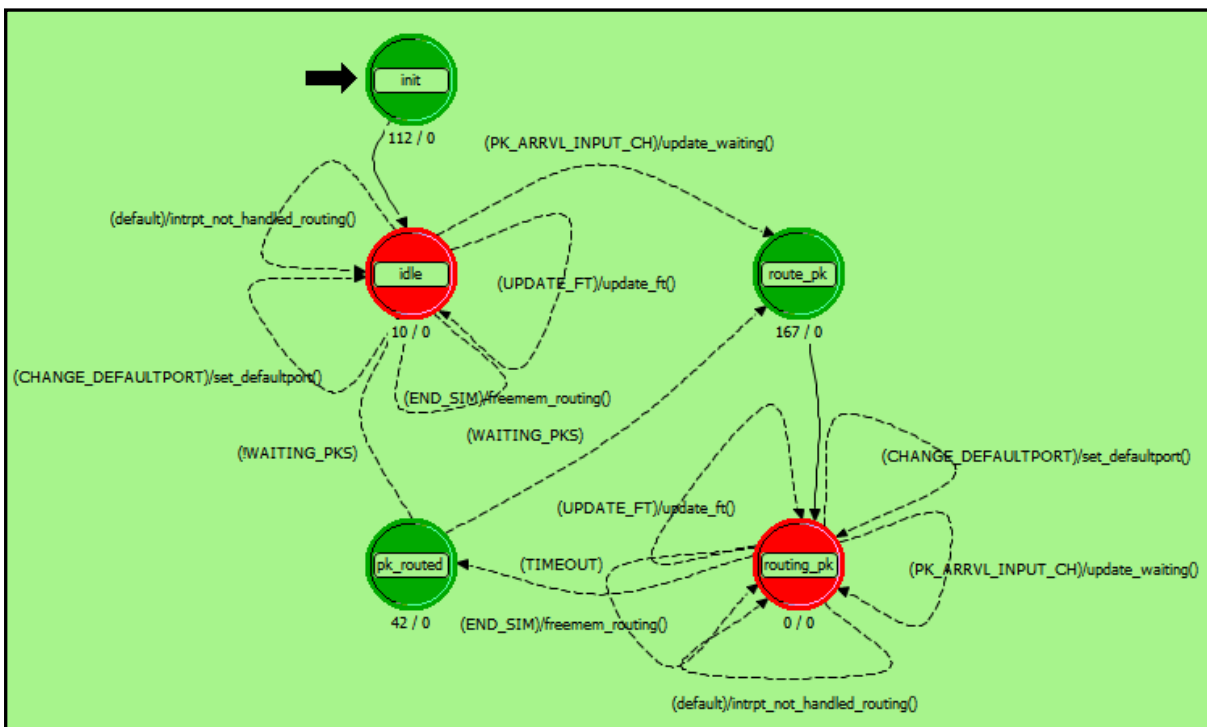 init
112 / 0
(PK_ARRVL_INPUT_CH)/update_waiting()
(default)/intrpt_not_handled_routing()
idle
route_pk
(UPDATE_FT)/update_ft()
10 / 0
167 / 0
(CHANGE_DEFAULTPORT)/set_defaultport()
(END_SIM)/freemem_routing()
(WAITING_PKS)
(!WAITING_PKS)
(CHANGE_DEFAULTPORT)/set_defaultport()
(UPDATE_FT)/update_ft()
pk_routed
(TIMEOUT)
routing_pk
(PK_ARRVL_INPUT_CH)/update_waiting()
42 / 0
(END_SIM)/freemem_routing()
0 / 0
(default)/intrpt_not_handled_routing()